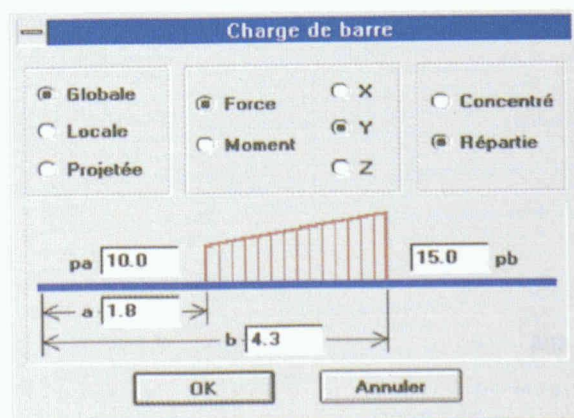 Charge de barre
Globale
Locale
Projetée
Force
Moment
X
Y
Z
Concentré
Répartie
pa 10.0
15.0 pb
a 1.8
b 4.3
OK
Annuler